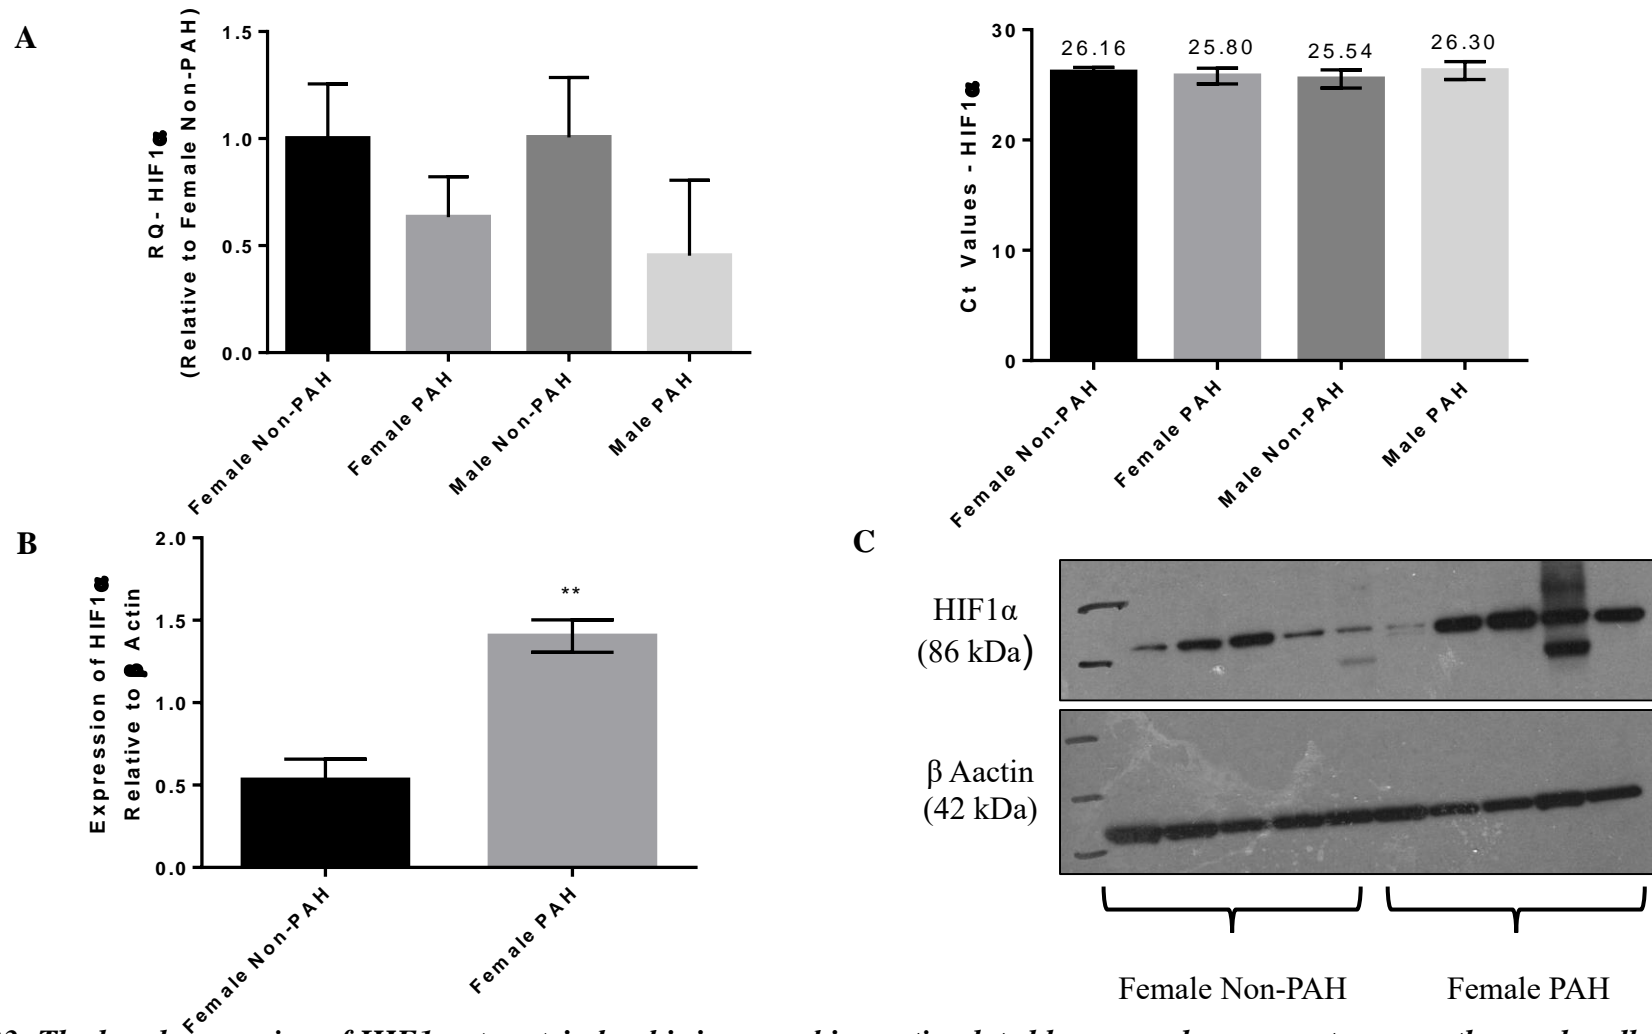 A
RQ- HIF1α
(Relative to Female Non-PAH)
1.5
1.0
0.5
0.0
Female Non-PAH
Female PAH
Male Non-PAH
Male PAH
Ct Values - HIF1α
30
20
10
0
26.16
25.80
25.54
26.30
Female Non-PAH
Female PAH
Male Non-PAH
Male PAH
B
Expression of HIF1α
Relative to β Actin
2.0
1.5
1.0
0.5
0.0
**
Female Non-PAH
Female PAH
C
HIF1α
(86 kDa)
β Aactin
(42 kDa)
Female Non-PAH
Female PAH